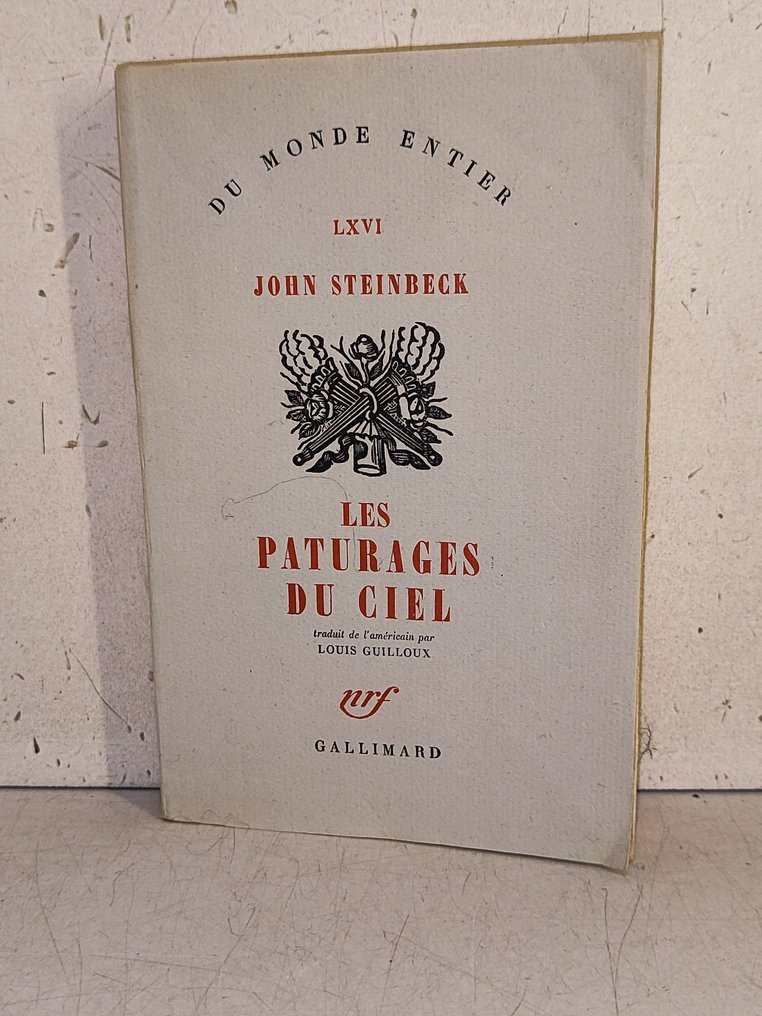 DU MONDE ENTIER
LXVI
JOHN STEINBECK
LES
PATURAGES
DU CIEL
traduit de l'américain par
LOUIS GUILLOUX
nrf
GALLIMARD